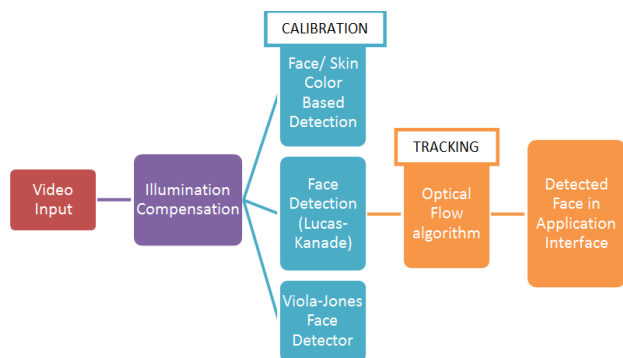 CALIBRATION
Face/ Skin
Color
Based
Detection
TRACKING
Video
Input
Illumination
Compensation
Face
Detection
(Lucas-
Kanade)
Optical
Flow
algorithm
Detected
Face in
Application
Interface
Viola-Jones
Face
Detector